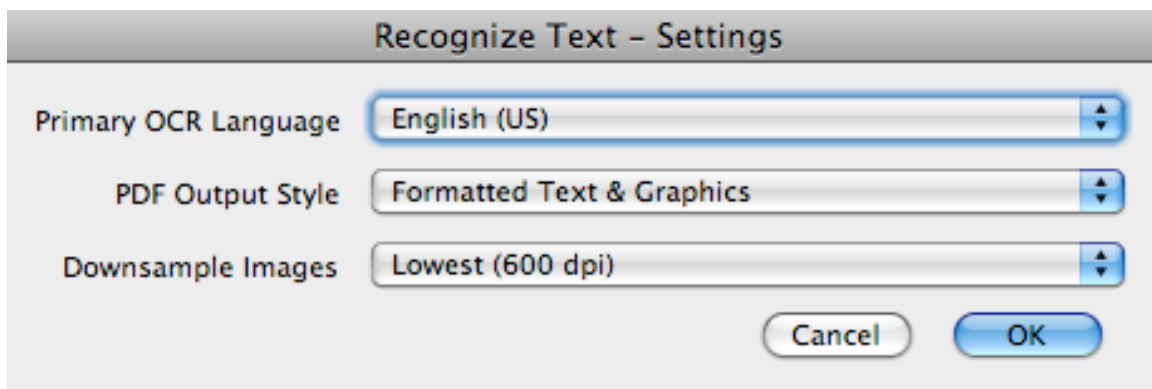 Recognize Text – Settings
Primary OCR Language English (US)
PDF Output Style Formatted Text & Graphics
Downsample Images Lowest (600 dpi)
Cancel OK